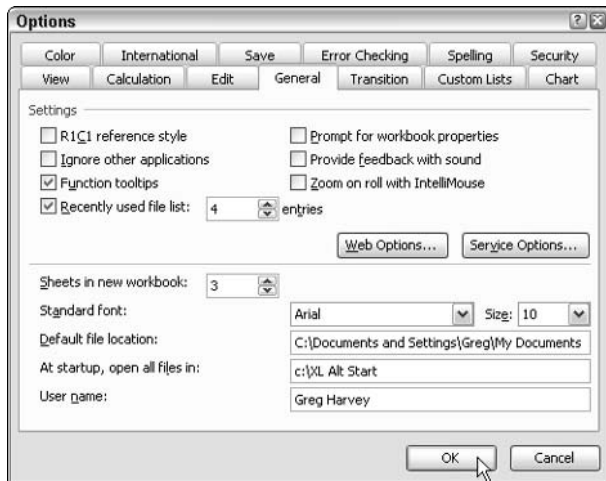 Options
Color International Save Error Checking Spelling Security
View Calculation Edit General Transition Custom Lists Chart
Settings
R1C1 reference style Prompt for workbook properties
Ignore other applications Provide feedback with sound
Function tooltips Zoom on roll with IntelliMouse
Recently used file list: 4 entries
Web Options... Service Options...
Sheets in new workbook: 3
Standard font: Arial Size: 10
Default file location: C:\Documents and Settings\Greg\My Documents
At startup, open all files in: c:\XL Alt Start
User name: Greg Harvey
OK Cancel